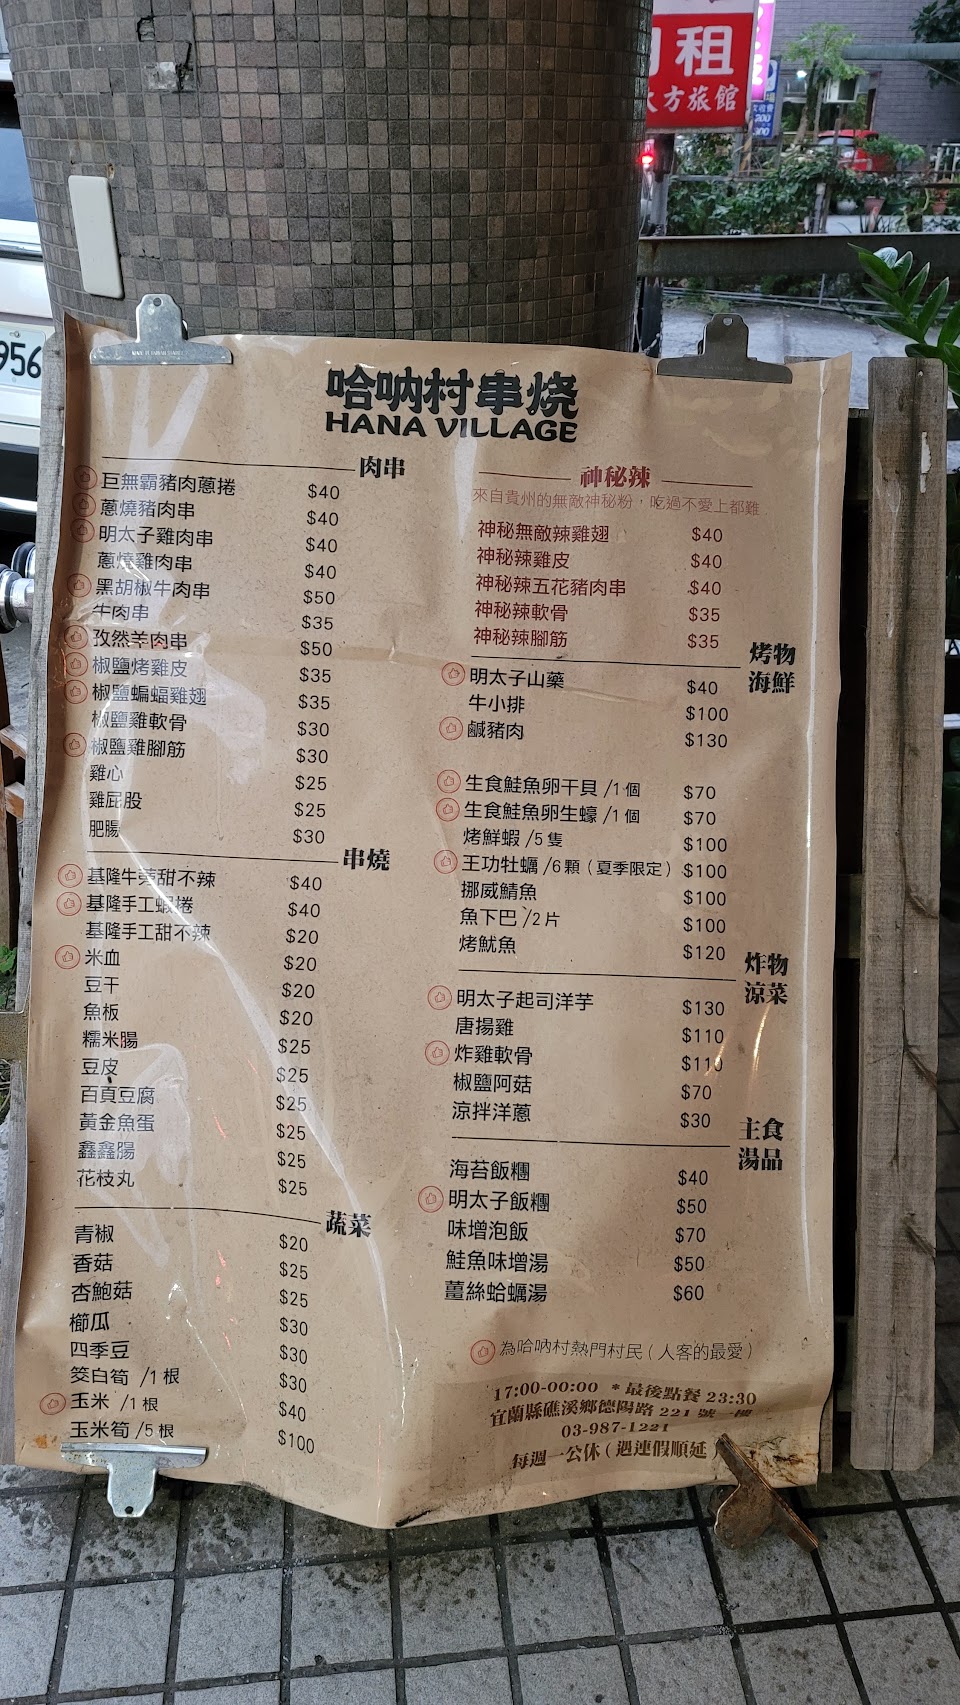 租
方旅館
956
哈吶村串烧
HANA VILLAGE
肉串
巨無霸豬肉蔥捲 $40
蔥燒豬肉串 $40
明太子雞肉串 $40
蔥燒雞肉串 $40
黑胡椒牛肉串 $50
牛肉串 $35
孜然羊肉串 $50
椒鹽烤雞皮 $35
椒鹽蝙蝠雞翅 $35
椒鹽雞軟骨 $30
椒鹽雞腳筋 $30
雞心 $25
雞屁股 $25
肥腸 $30
串燒
基隆牛蒡甜不辣 $40
基隆手工蝦捲 $40
基隆手工甜不辣 $20
米血 $20
豆干 $20
魚板 $20
糯米腸 $25
豆皮 $25
百頁豆腐 $25
黃金魚蛋 $25
鑫鑫腸 $25
花枝丸 $25
蔬菜
青椒 $20
香菇 $25
杏鮑菇 $25
櫛瓜 $30
四季豆 $30
筊白筍 /1 根 $30
玉米 /1 根 $40
玉米筍 /5 根 $100
神秘辣
來自貴州的無敵神秘粉，吃過不愛上都難
神秘無敵辣雞翅 $40
神秘辣雞皮 $40
神秘辣五花豬肉串 $40
神秘辣軟骨 $35
神秘辣腳筋 $35
烤物
海鮮
明太子山藥 $40
牛小排 $100
鹹豬肉 $130
生食鮭魚卵干貝 /1 個 $70
生食鮭魚卵生蠔 /1 個 $70
烤鮮蝦 /5 隻 $100
王功牡蠣 /6 顆 ( 夏季限定 ) $100
挪威鯖魚 $100
魚下巴 /2 片 $100
烤魷魚 $120
炸物
涼菜
明太子起司洋芋 $130
唐揚雞 $110
炸雞軟骨 $110
椒鹽阿菇 $70
涼拌洋蔥 $30
主食
湯品
海苔飯糰 $40
明太子飯糰 $50
味增泡飯 $70
鮭魚味增湯 $50
薑絲蛤蠣湯 $60
為哈吶村熱門村民 ( 人客的最愛 )
17:00-00:00 *最後點餐 23:30
宜蘭縣礁溪鄉德陽路 221 號一樓
03-987-1221
每週一公休 ( 遇連假順延 )